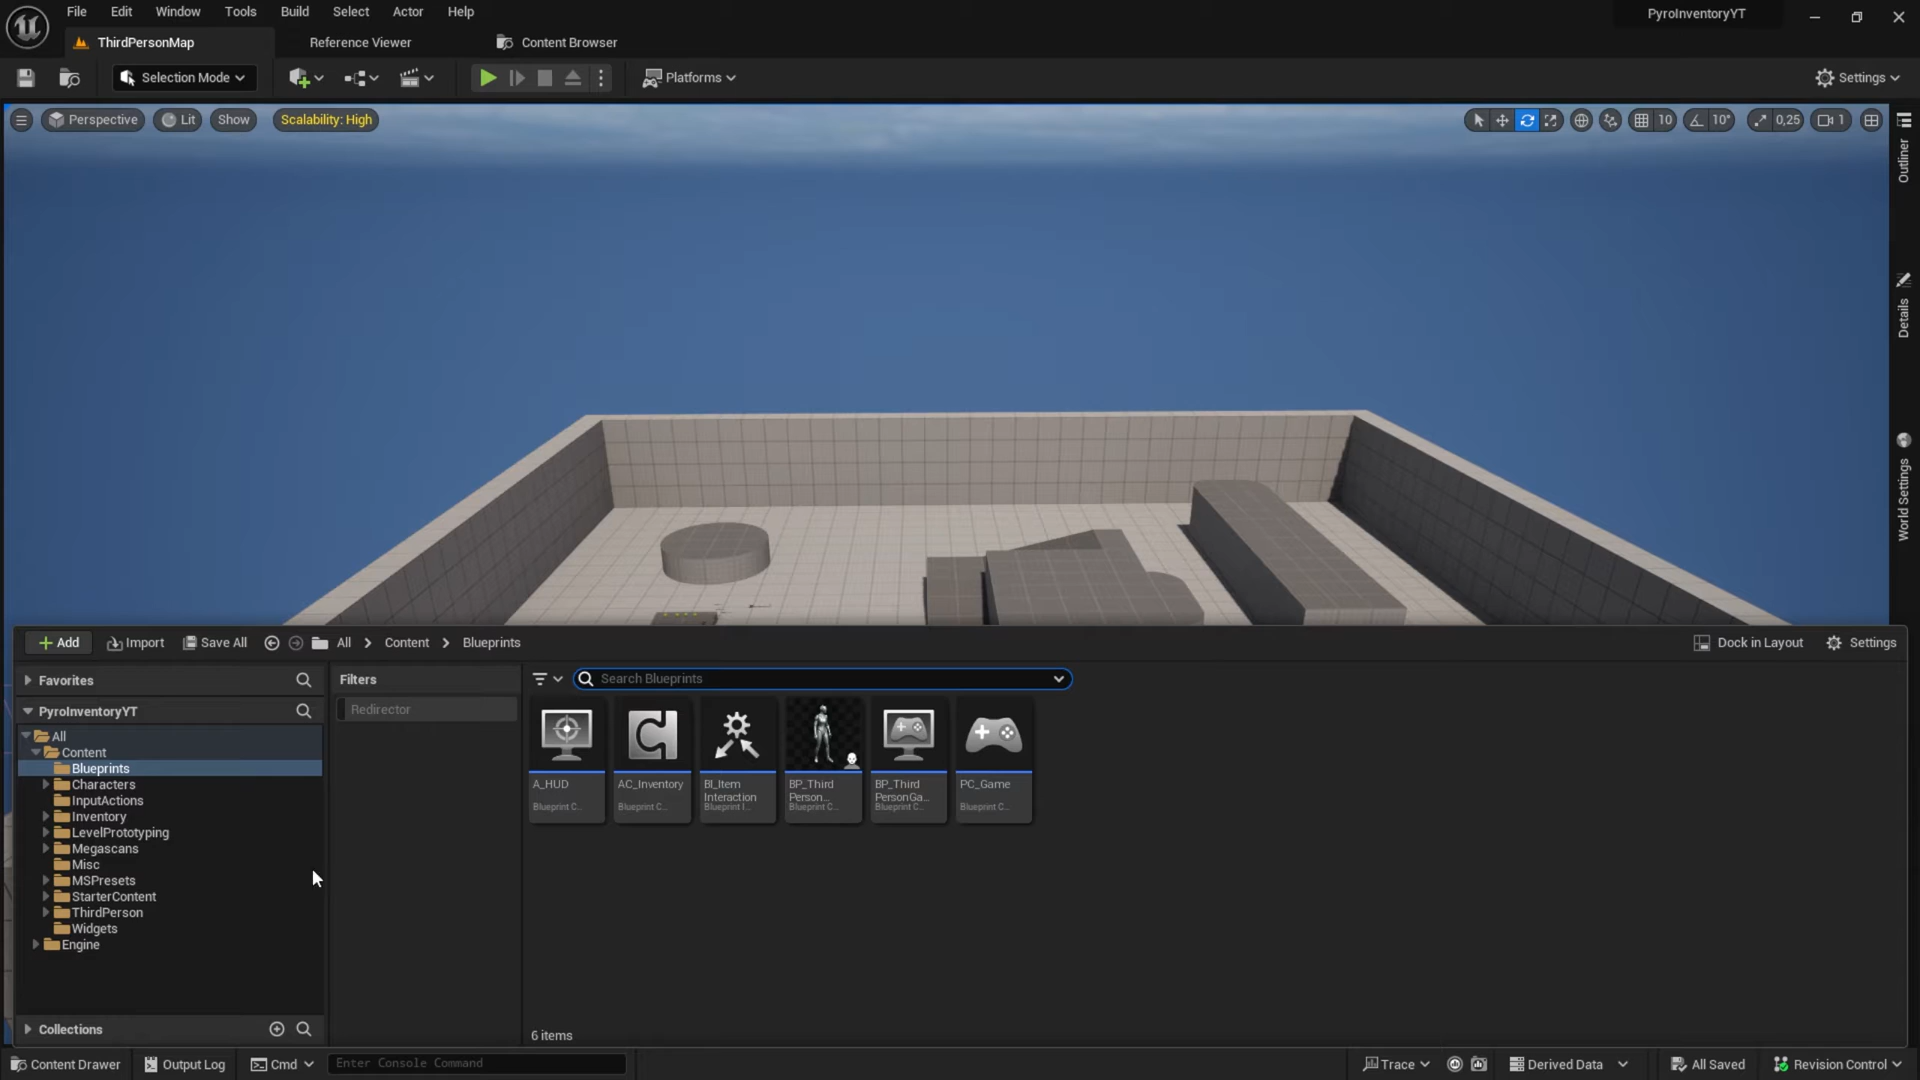 File Edit Window Tools Build Select Actor Help
PyroInventoryYT
ThirdPersonMap Reference Viewer Content Browser
Selection Mode Platforms Settings
Perspective Lit Show Scalability: High 10 10° 0,25 1
Outliner
Details
World Settings
Add Import Save All All Content Blueprints Dock in Layout Settings
Favorites
PyroInventoryYT
All
Content
Blueprints
Characters
InputActions
Inventory
LevelPrototyping
Megascans
Misc
MSPresets
StarterContent
ThirdPerson
Widgets
Engine
Collections
Filters
Redirector
Search Blueprints
A_HUD
Blueprint C...
AC_Inventory
Blueprint C...
BI_Item
Interaction
Blueprint I...
BP_Third
Person...
Blueprint C...
BP_Third
PersonGa...
Blueprint C...
PC_Game
Blueprint C...
6 items
Content Drawer Output Log Cmd Enter Console Command Trace Derived Data All Saved Revision Control